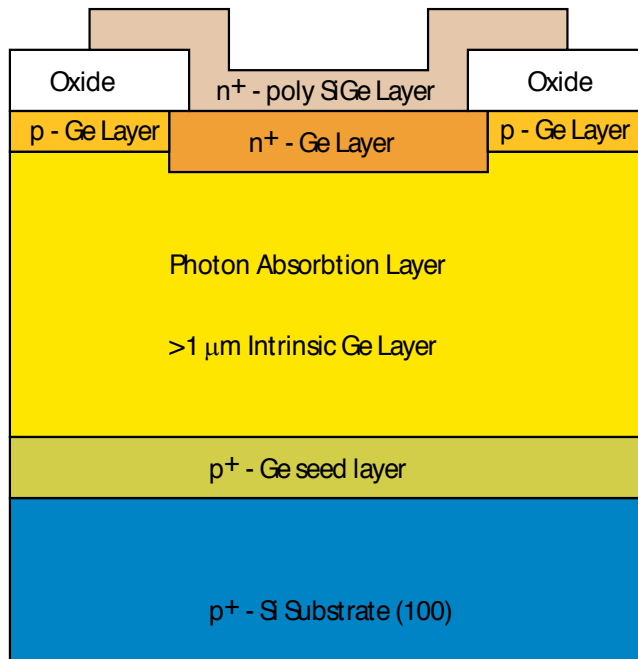 Oxide
Oxide
n+ - poly SiGe Layer
p - Ge Layer
p - Ge Layer
n+ - Ge Layer
Photon Absorbtion Layer
>1 μm Intrinsic Ge Layer
p+ - Ge seed layer
p+ - Si Substrate (100)